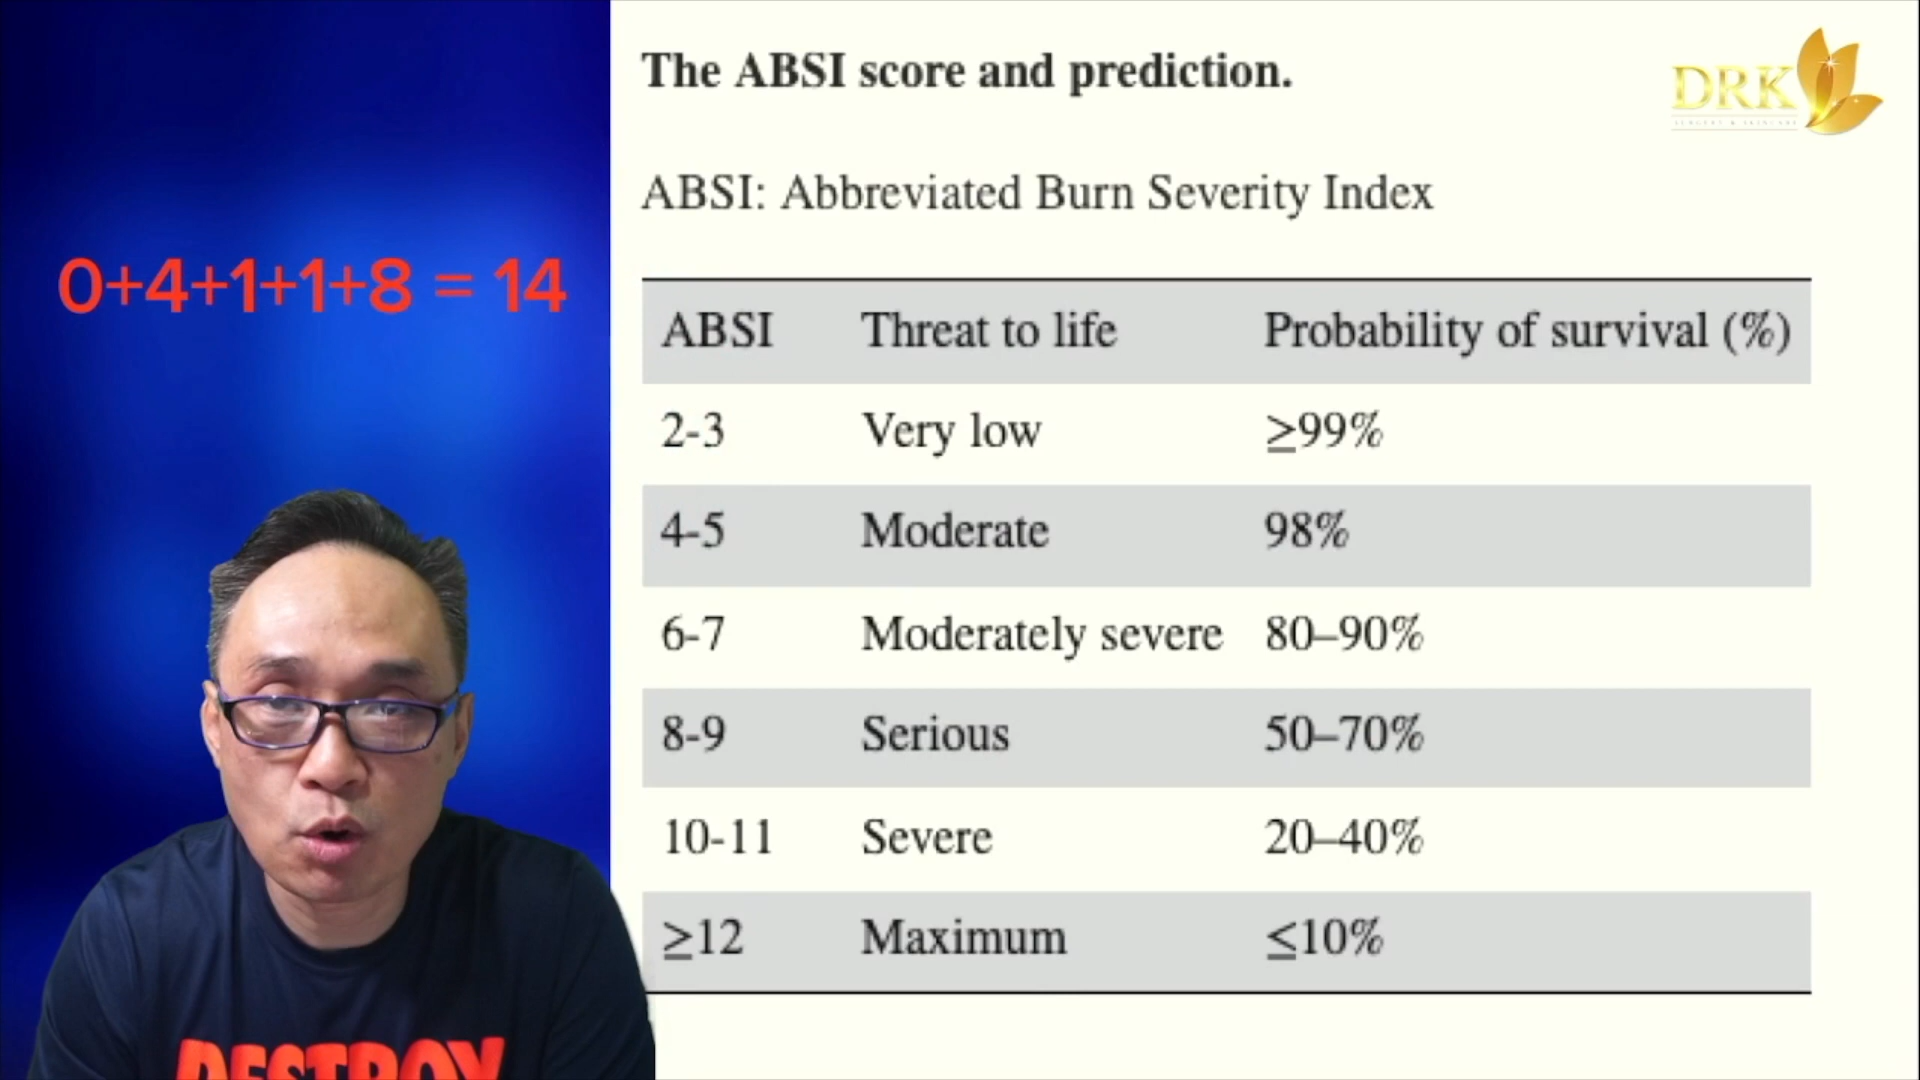 The ABSI score and prediction.
DRK
ABSI: Abbreviated Burn Severity Index
0+4+1+1+8 = 14
ABSI Threat to life Probability of survival (%)
2-3 Very low ≥99%
4-5 Moderate 98%
6-7 Moderately severe 80–90%
8-9 Serious 50–70%
10-11 Severe 20–40%
≥12 Maximum ≤10%
DESTROY